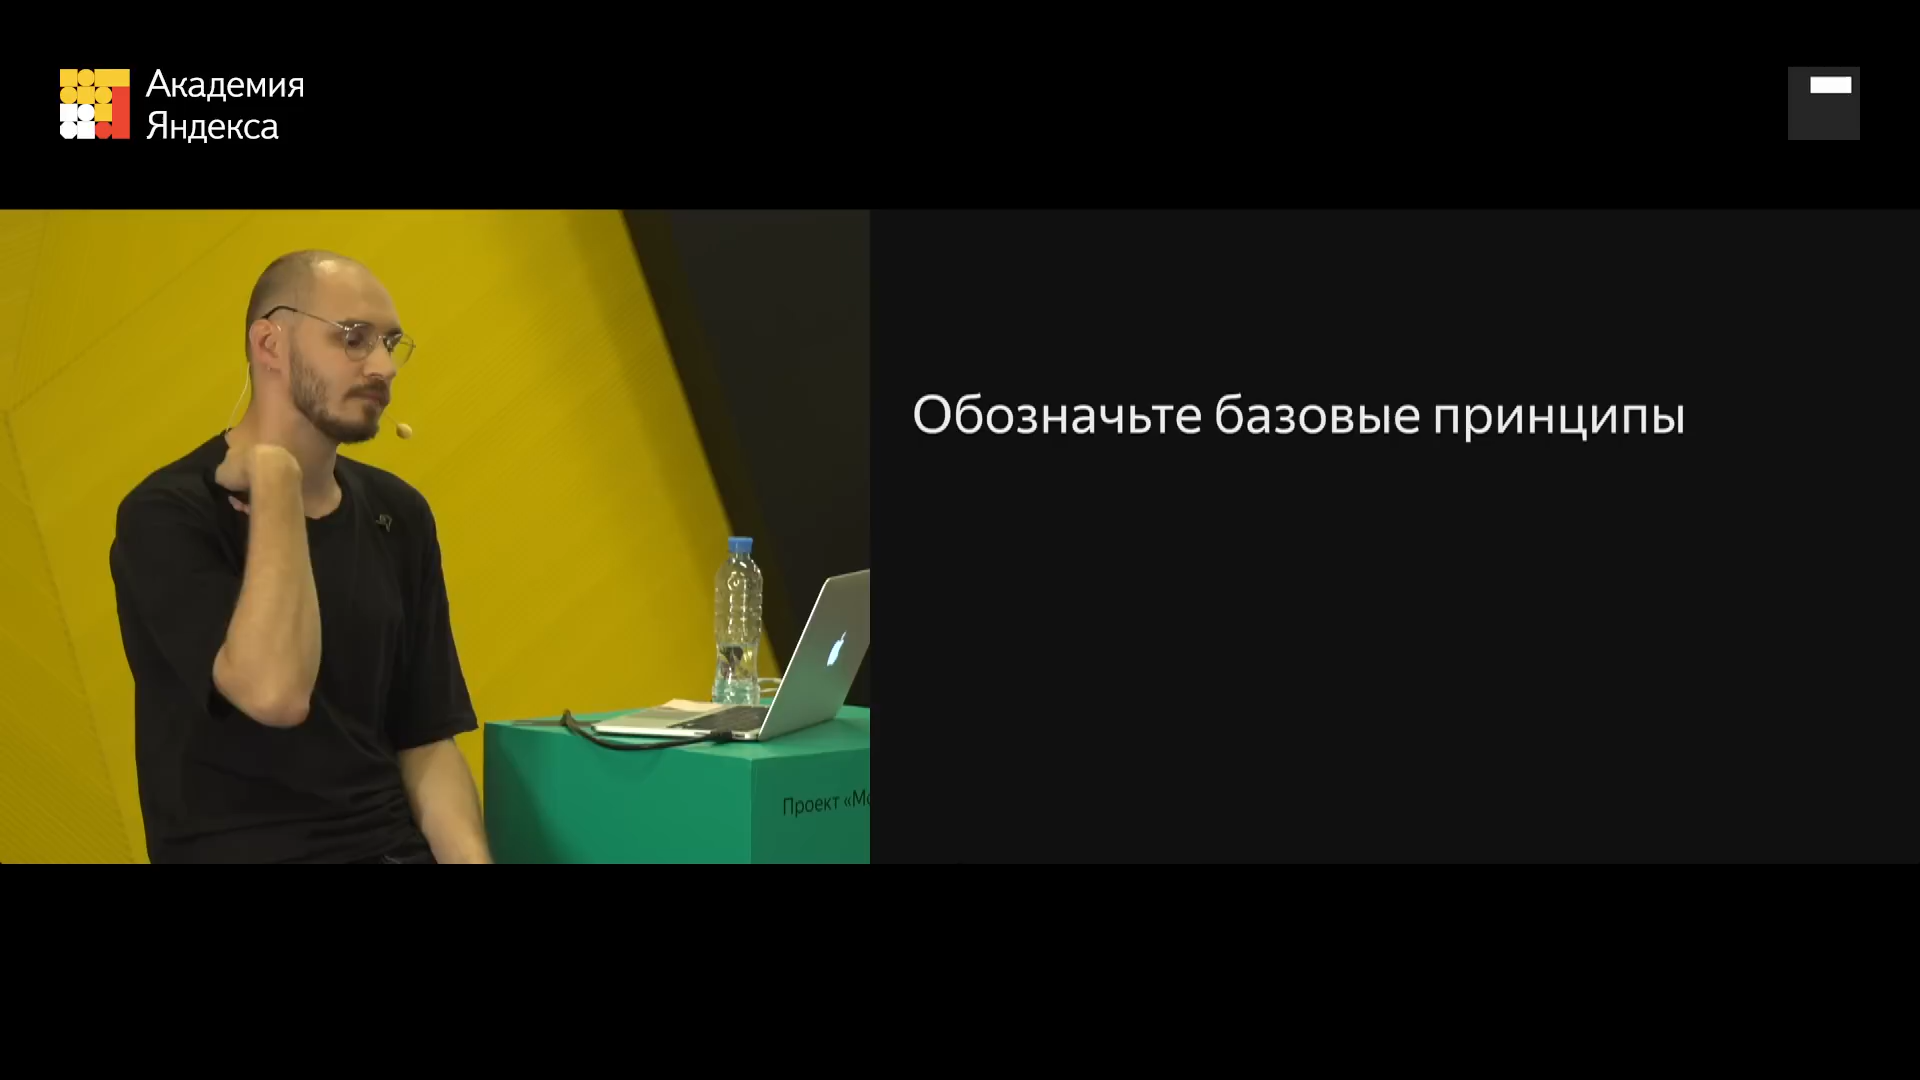 Академия
Яндекса
Обозначьте базовые принципы
Проект